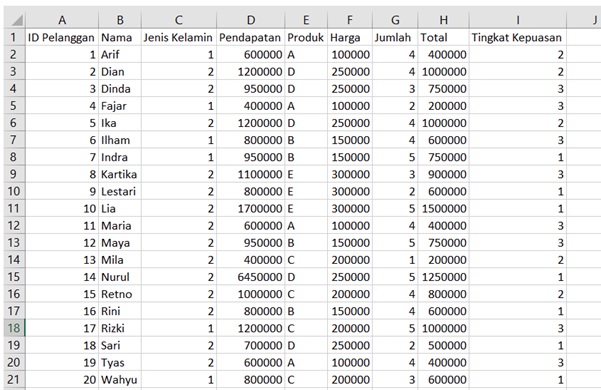 A B C D E F G H I J
1 ID Pelanggan Nama Jenis Kelamin Pendapatan Produk Harga Jumlah Total Tingkat Kepuasan
2 1 Arif 1 600000 A 100000 4 400000 2
3 2 Dian 2 1200000 D 250000 4 1000000 2
4 3 Dinda 2 950000 D 250000 3 750000 3
5 4 Fajar 1 400000 A 100000 2 200000 3
6 5 Ika 2 1200000 D 250000 4 1000000 2
7 6 Ilham 1 800000 B 150000 4 600000 3
8 7 Indra 1 950000 B 150000 5 750000 1
9 8 Kartika 2 1100000 E 300000 3 900000 3
10 9 Lestari 2 800000 E 300000 2 600000 1
11 10 Lia 2 1700000 E 300000 5 1500000 1
12 11 Maria 2 600000 A 100000 4 400000 3
13 12 Maya 2 950000 B 150000 5 750000 3
14 13 Mila 2 400000 C 200000 1 200000 2
15 14 Nurul 2 6450000 D 250000 5 1250000 1
16 15 Retno 2 1000000 C 200000 4 800000 2
17 16 Rini 2 800000 B 150000 4 600000 1
18 17 Rizki 1 1200000 C 200000 5 1000000 3
19 18 Sari 2 700000 D 250000 2 500000 1
20 19 Tyas 2 600000 A 100000 4 400000 3
21 20 Wahyu 1 800000 C 200000 3 600000 1